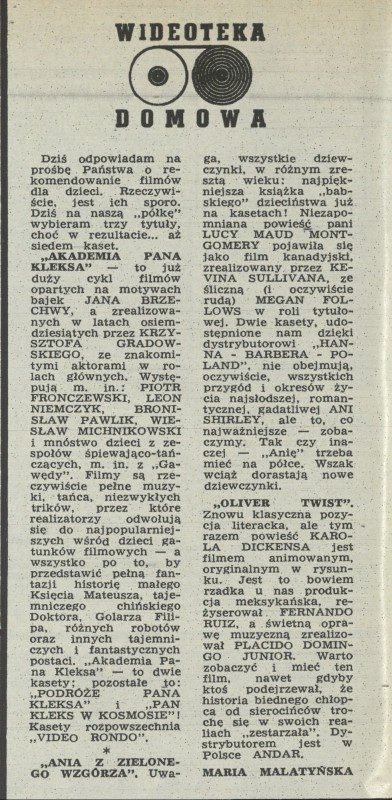 WIDEOTEKA
DOMOWA
Dziś odpowiadam na
prośbę Państwa o re-
komendowanie filmów
dla dzieci. Rzeczywi-
ście, jest ich sporo.
Dziś na naszą „półkę”
wybieram trzy tytuły,
choć w rezultacie... aż
siedem kaset.
„AKADEMIA PANA
KLEKSA” — to już
duży cykl filmów
opartych na motywach
bajek JANA BRZE-
CHWY, a zrealizowa-
nych w latach osiem-
dziesiątych przez KRZY-
SZTOFA GRADOW-
SKIEGO, ze znakomi-
tymi aktorami w ro-
lach głównych. Wystę-
pują m. in.: PIOTR
FRONCZEWSKI, LEON
NIEMCZYK, BRONI-
SŁAW PAWLIK, WIE-
SŁAW MICHNIKOWSKI
i mnóstwo dzieci z ze-
społów śpiewająco-tań-
czących, m. in. z „Ga-
wędy”. Filmy są rze-
czywiście pełne muzy-
ki, tańca, niezwykłych
trików, przez które
realizatorzy odwołują
się do najpopularniej-
szych wśród dzieci ga-
tunków filmowych — a
wszystko po to, by
przedstawić pełną fan-
tazji historię małego
Księcia Mateusza, taje-
mniczego chińskiego
Doktora, Golarza Fili-
pa, różnych robotów
oraz innych tajemni-
czych i fantastycznych
postaci. „Akademia Pa-
na Kleksa” — to dwie
kasety; pozostałe to:
„PODRÓŻE PANA
KLEKSA” i „PAN
KLEKS W KOSMOSIE”!
Kasety rozpowszechnia
„VIDEO RONDO”.
*
„ANIA Z ZIELONE-
GO WZGÓRZA”. Uwa-
ga, wszystkie dziew-
czynki, w różnym zre-
sztą wieku: najpięk-
niejsza książka „bab-
skiego” dzieciństwa już
na kasetach! Niezapo-
mniana powieść pani
LUCY MAUD MONT-
GOMERY pojawiła się
jako film kanadyjski,
zrealizowany przez KE-
VINA SULLIVANA, ze
śliczną (i oczywiście
rudą) MEGAN FOL-
LOWS w roli tytuło-
wej. Dwie kasety, udo-
stępnione nam dzięki
dystrybutorowi „HAN-
NA - BARBERA - PO-
LAND”, nie obejmują,
oczywiście, wszystkich
przygód i okresów ży-
cia najsłodszej, roman-
tycznej, gadatliwej ANI
SHIRLEY, ale to, co
najważniejsze — zoba-
czymy. Tak czy ina-
czej — „Anię” trzeba
mieć na półce. Wszak
wciąż dorastają nowe
dziewczynki.
„OLIVER TWIST”.
Znowu klasyczna pozy-
cja literacka, ale tym
razem powieść KARO-
LA DICKENSA jest
filmem animowanym,
oryginalnym w rysun-
ku. Jest to bowiem
rzadka u nas produk-
cja meksykańska, re-
żyserował FERNANDO
RUIZ, a świetną opra-
wę muzyczną zrealizo-
wał PLACIDO DOMIN-
GO JUNIOR. Warto
zobaczyć i mieć ten
film, nawet gdyby
ktoś podejrzewał, że
historia biednego chłop-
ca od sierocińców tro-
chę się w swoich rea-
liach „zestarzała”. Dy-
strybutorem jest w
Polsce ANDAR.
MARIA MALATYŃSKA